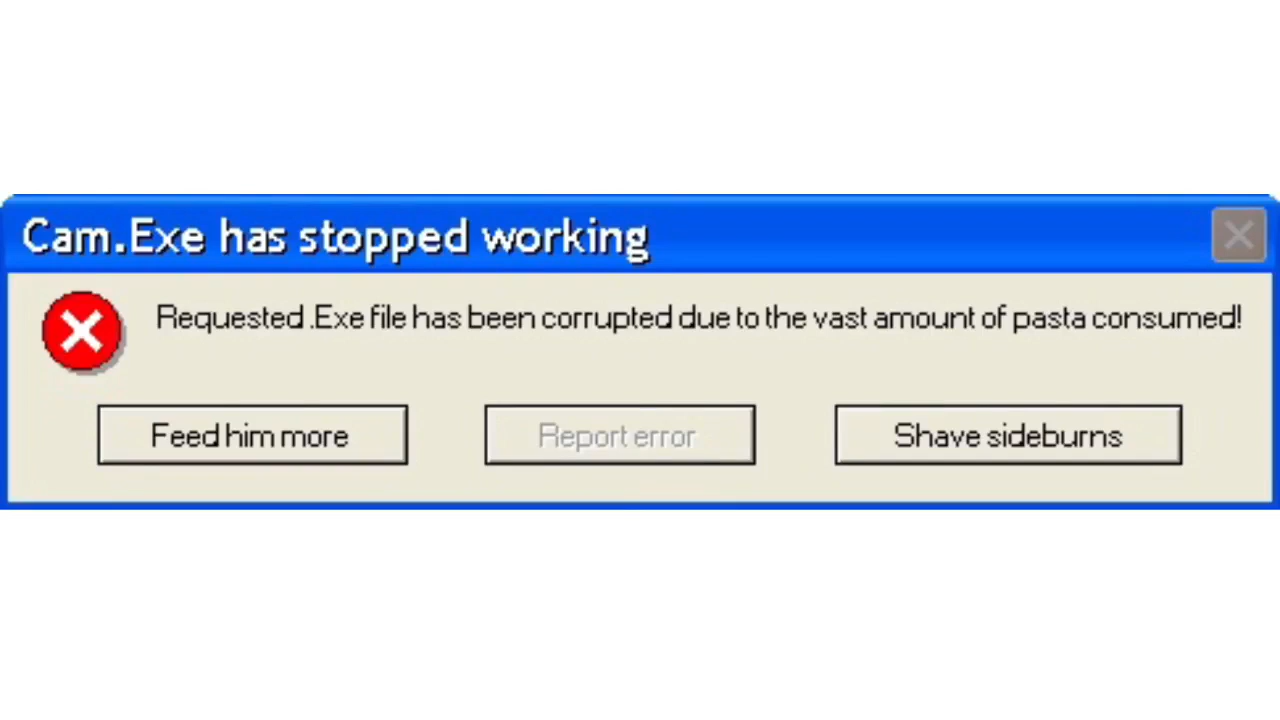 Cam.Exe has stopped working
Requested .Exe file has been corrupted due to the vast amount of pasta consumed!
Feed him more Report error Shave sideburns